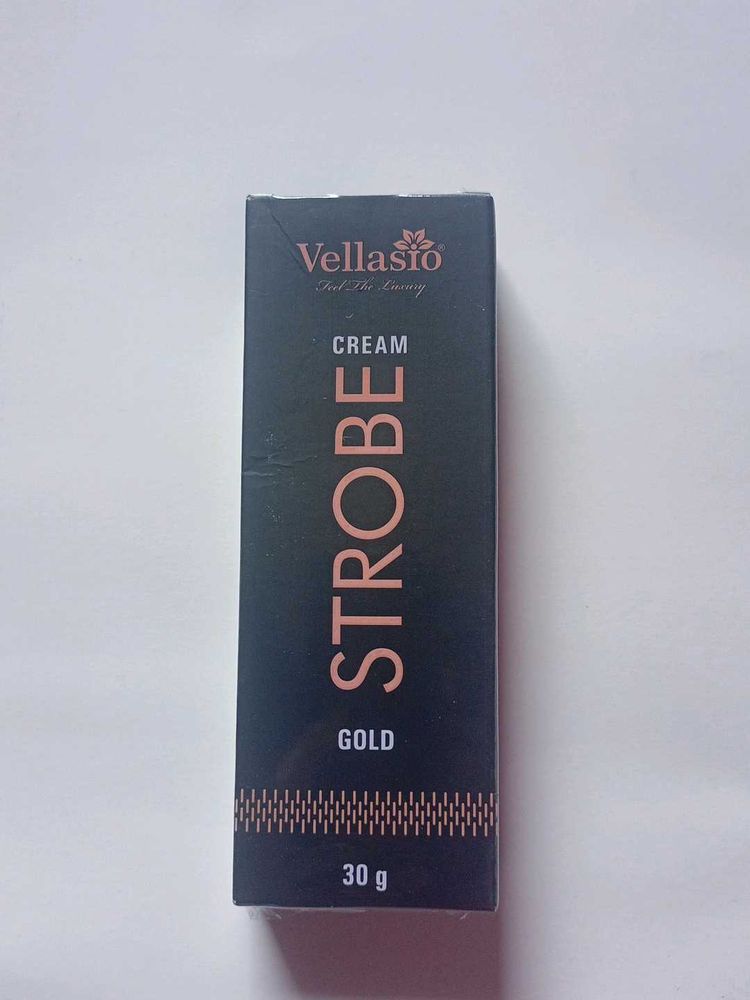 Vellasio®
Feel The Luxury
CREAM
STROBE
GOLD
30 g